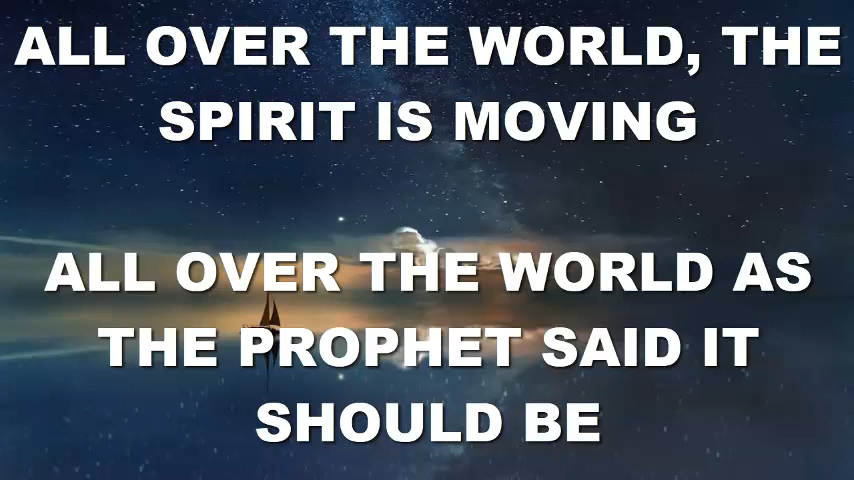 ALL OVER THE WORLD, THE
SPIRIT IS MOVING
ALL OVER THE WORLD AS
THE PROPHET SAID IT
SHOULD BE